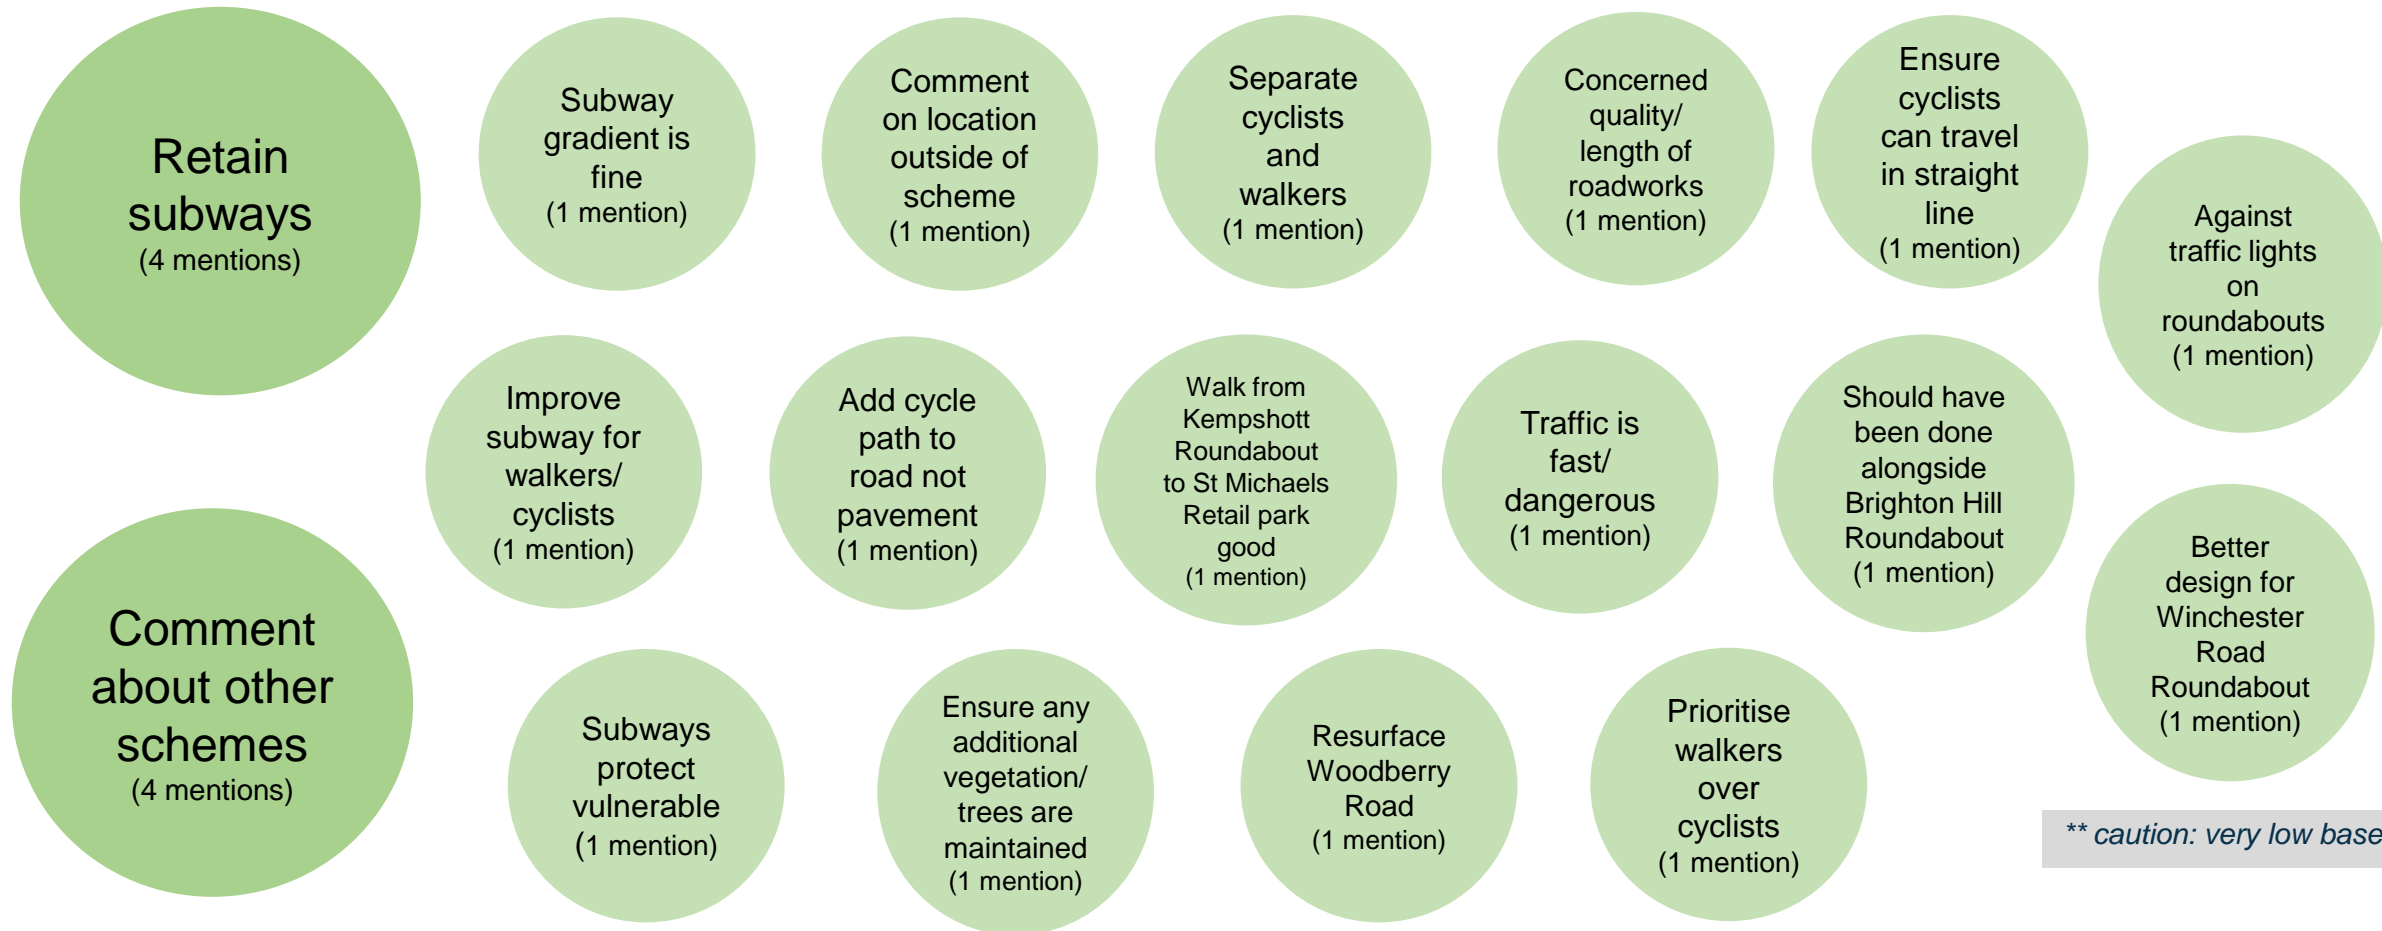 Retain
subways
(4 mentions)
Subway
gradient is
fine
(1 mention)
Comment
on location
outside of
scheme
(1 mention)
Separate
cyclists
and
walkers
(1 mention)
Concerned
quality/
length of
roadworks
(1 mention)
Ensure
cyclists
can travel
in straight
line
(1 mention)
Against
traffic lights
on
roundabouts
(1 mention)
Improve
subway for
walkers/
cyclists
(1 mention)
Add cycle
path to
road not
pavement
(1 mention)
Walk from
Kempshott
Roundabout
to St Michaels
Retail park
good
(1 mention)
Traffic is
fast/
dangerous
(1 mention)
Should have
been done
alongside
Brighton Hill
Roundabout
(1 mention)
Better
design for
Winchester
Road
Roundabout
(1 mention)
Comment
about other
schemes
(4 mentions)
Subways
protect
vulnerable
(1 mention)
Ensure any
additional
vegetation/
trees are
maintained
(1 mention)
Resurface
Woodberry
Road
(1 mention)
Prioritise
walkers
over
cyclists
(1 mention)
** caution: very low base